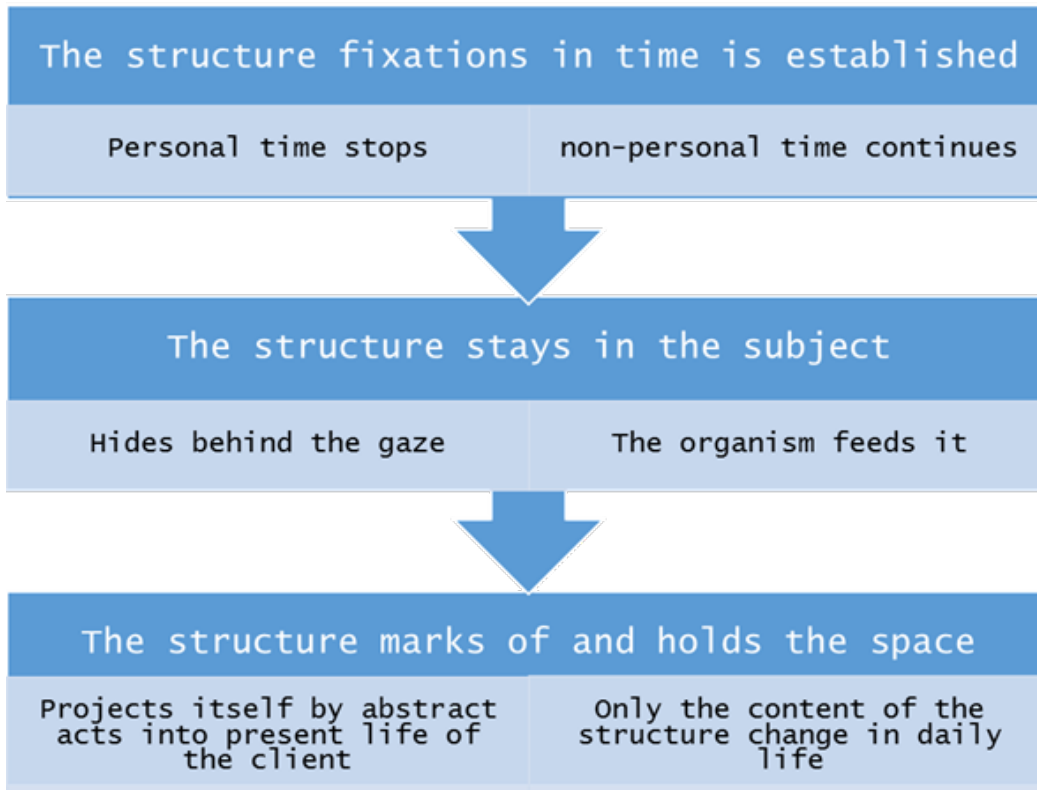 The structure fixations in time is established
Personal time stops
non-personal time continues
The structure stays in the subject
Hides behind the gaze
The organism feeds it
The structure marks of and holds the space
Projects itself by abstract
acts into present life of
the client
Only the content of the
structure change in daily
life